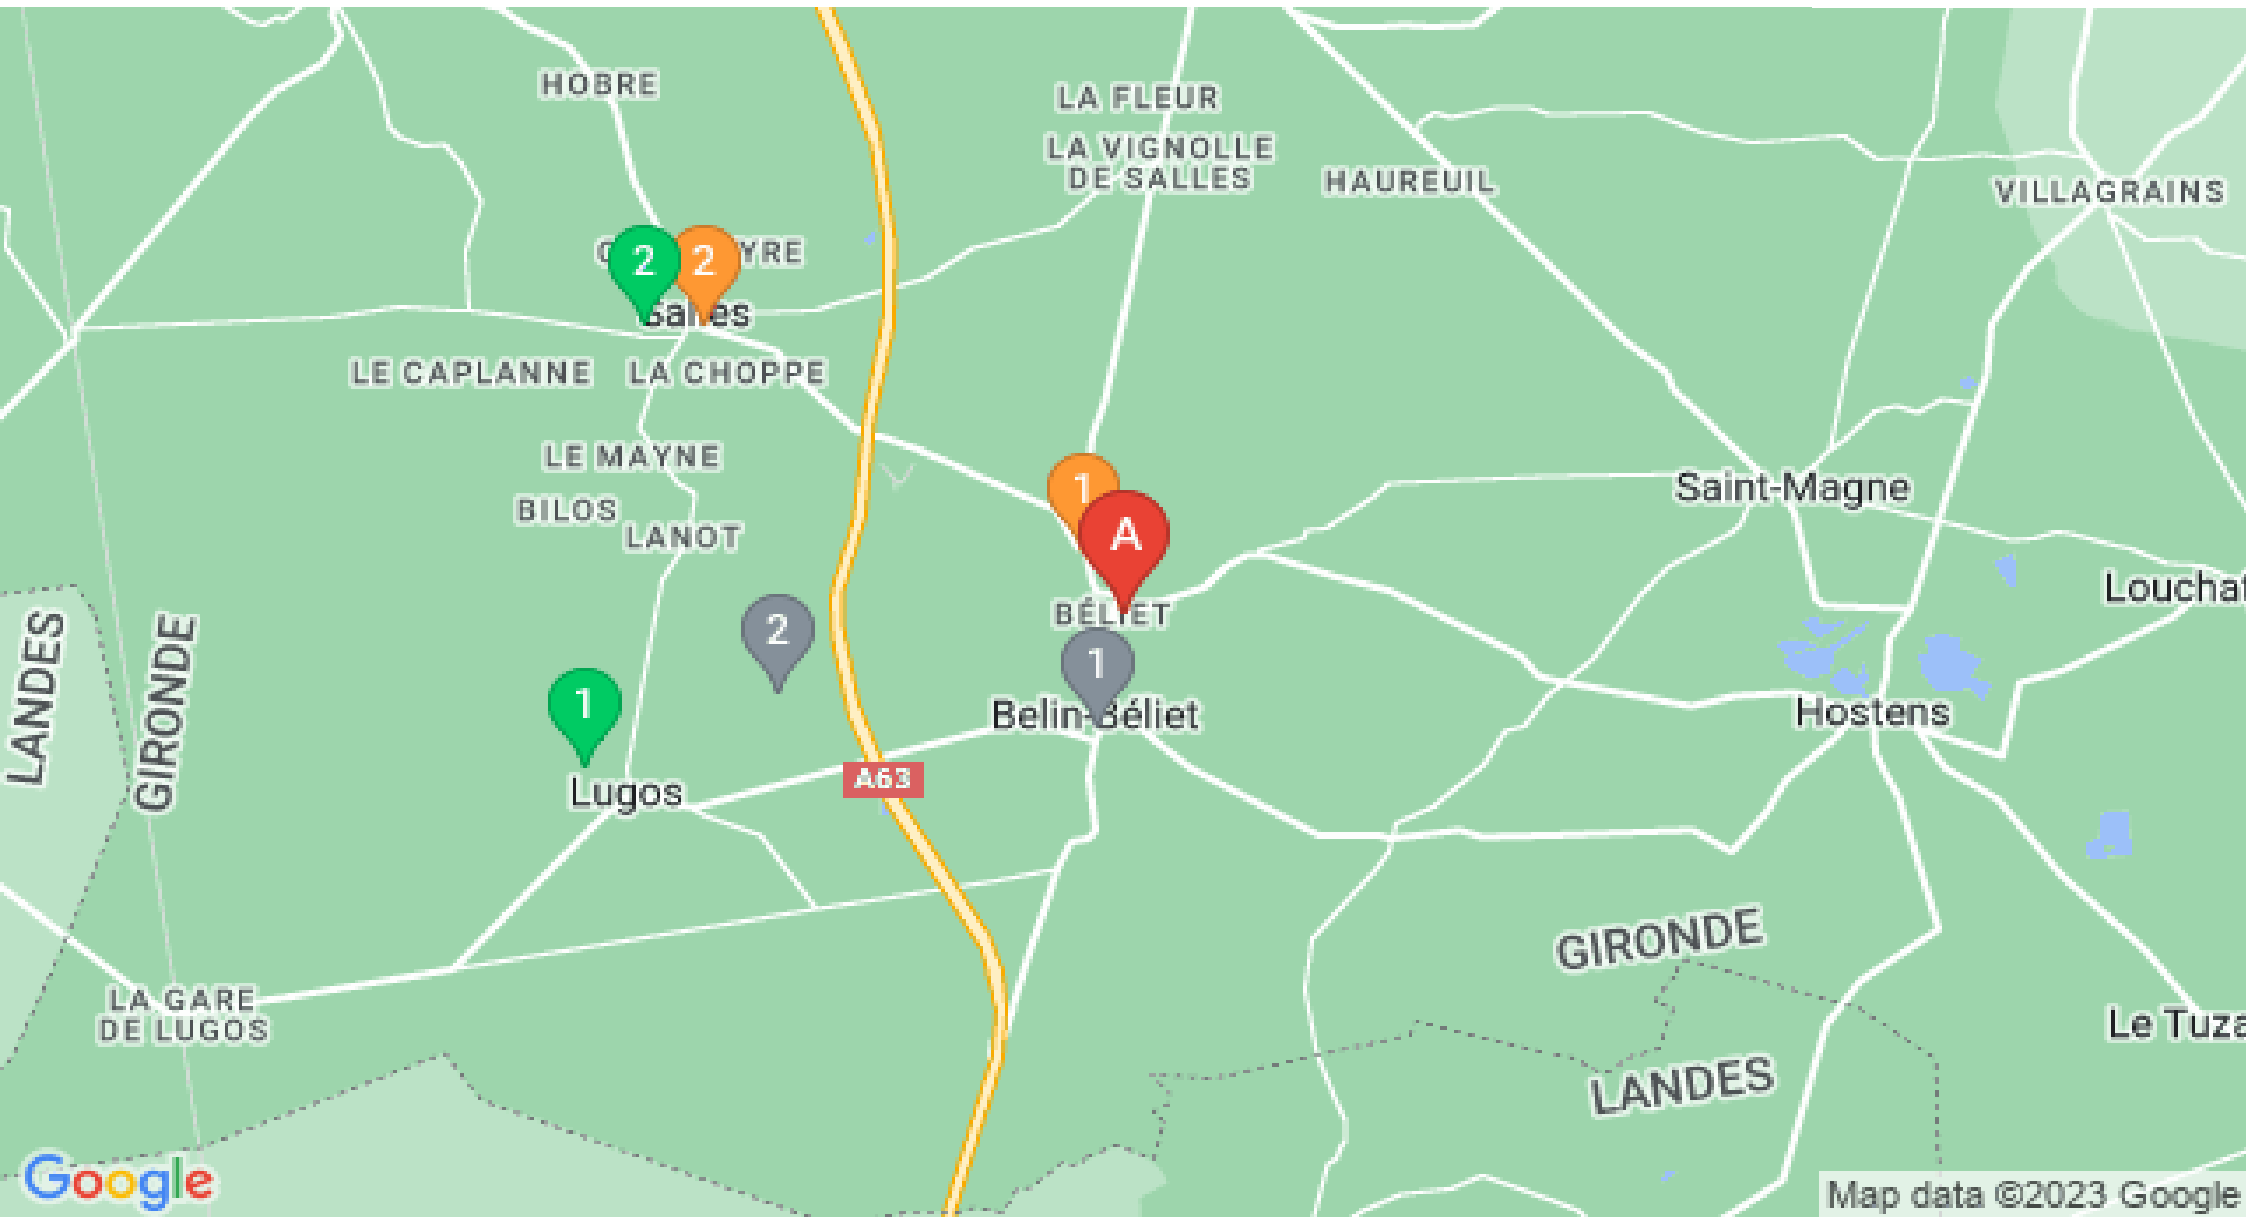 HOBRE
LA FLEUR
LA VIGNOLLE
DE SALLES
HAUREUIL
VILLAGRAINS
2
2
YRE
Salles
LE CAPLANNE
LA CHOPPE
LE MAYNE
BILOS
LANOT
1
A
Saint-Magne
Louchat
BÉLIET
LANDES
GIRONDE
2
1
1
Belin-Béliet
Hostens
A63
Lugos
GIRONDE
LA GARE
DE LUGOS
Le Tuza
LANDES
Google
Map data ©2023 Google